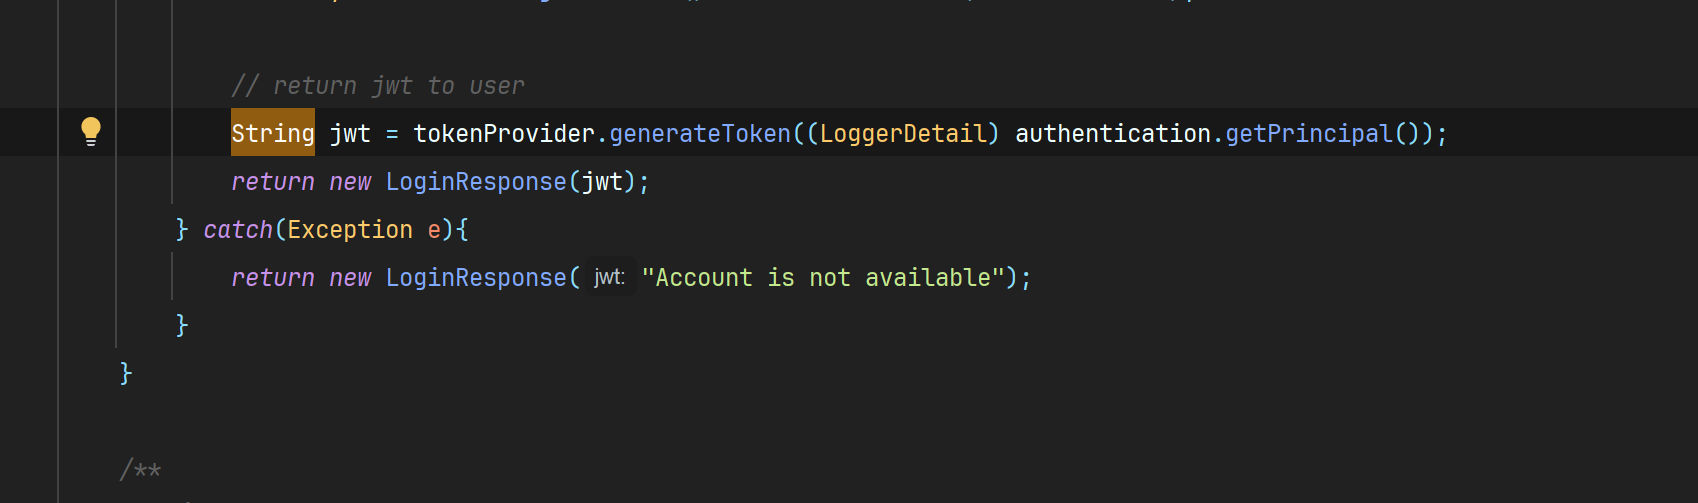 // return jwt to user
String jwt = tokenProvider.generateToken((LoggerDetail) authentication.getPrincipal());
return new LoginResponse(jwt);
} catch(Exception e){
return new LoginResponse( jwt: "Account is not available");
}
}
/**